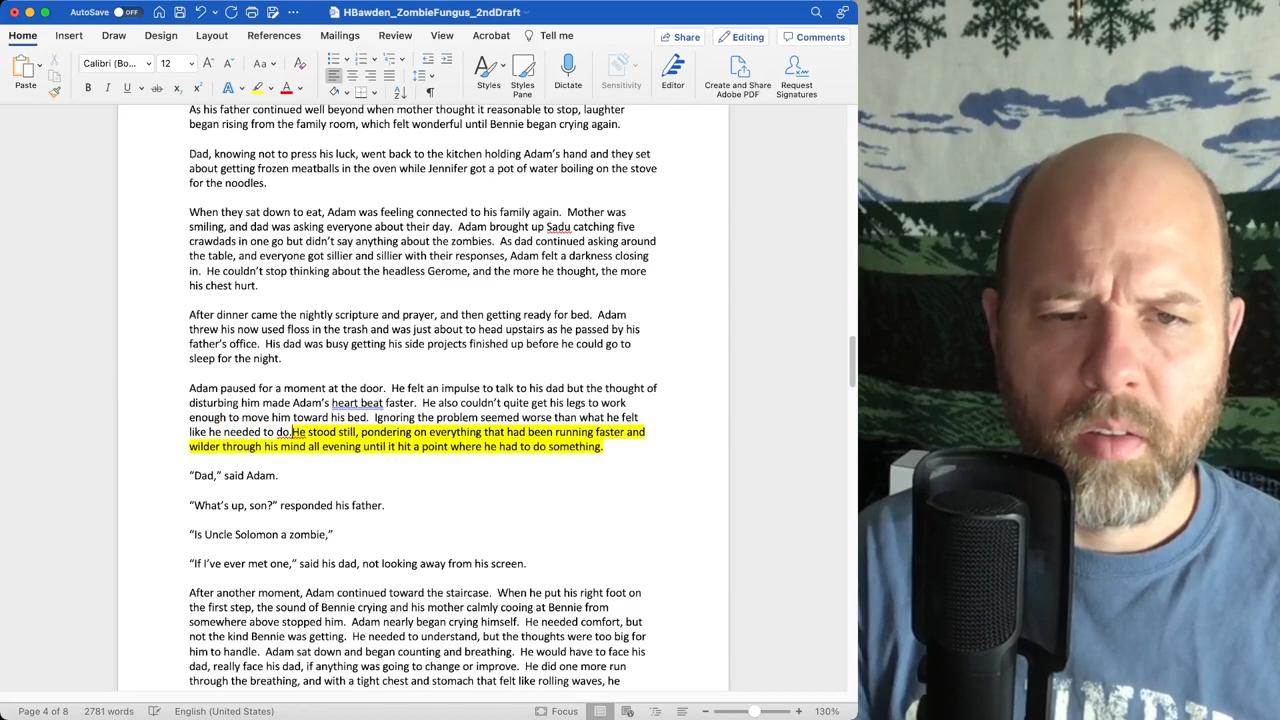 AutoSave OFF
HBawden_ZombieFungus_2ndDraft
Home Insert Draw Design Layout References Mailings Review View Acrobat Tell me
Share Editing Comments
Paste
Calibri (Bo... 12
Styles
Styles Pane
Dictate
Sensitivity
Editor
Create and Share Adobe PDF
Request Signatures
As his father continued well beyond when mother thought it reasonable to stop, laughter
began rising from the family room, which felt wonderful until Bennie began crying again.
Dad, knowing not to press his luck, went back to the kitchen holding Adam's hand and they set
about getting frozen meatballs in the oven while Jennifer got a pot of water boiling on the stove
for the noodles.
When they sat down to eat, Adam was feeling connected to his family again. Mother was
smiling, and dad was asking everyone about their day. Adam brought up Sadu catching five
crawdads in one go but didn't say anything about the zombies. As dad continued asking around
the table, and everyone got sillier and sillier with their responses, Adam felt a darkness closing
in. He couldn't stop thinking about the headless Gerome, and the more he thought, the more
his chest hurt.
After dinner came the nightly scripture and prayer, and then getting ready for bed. Adam
threw his now used floss in the trash and was just about to head upstairs as he passed by his
father's office. His dad was busy getting his side projects finished up before he could go to
sleep for the night.
Adam paused for a moment at the door. He felt an impulse to talk to his dad but the thought of
disturbing him made Adam's heart beat faster. He also couldn't quite get his legs to work
enough to move him toward his bed. Ignoring the problem seemed worse than what he felt
like he needed to do.He stood still, pondering on everything that had been running faster and
wilder through his mind all evening until it hit a point where he had to do something.
"Dad," said Adam.
"What's up, son?" responded his father.
"Is Uncle Solomon a zombie,"
"If I've ever met one," said his dad, not looking away from his screen.
After another moment, Adam continued toward the staircase. When he put his right foot on
the first step, the sound of Bennie crying and his mother calmly cooing at Bennie from
somewhere above stopped him. Adam nearly began crying himself. He needed comfort, but
not the kind Bennie was getting. He needed to understand, but the thoughts were too big for
him to handle. Adam sat down and began counting and breathing. He would have to face his
dad, really face his dad, if anything was going to change or improve. He did one more run
through the breathing, and with a tight chest and stomach that felt like rolling waves, he
Page 4 of 8 2781 words English (United States) Focus 130%